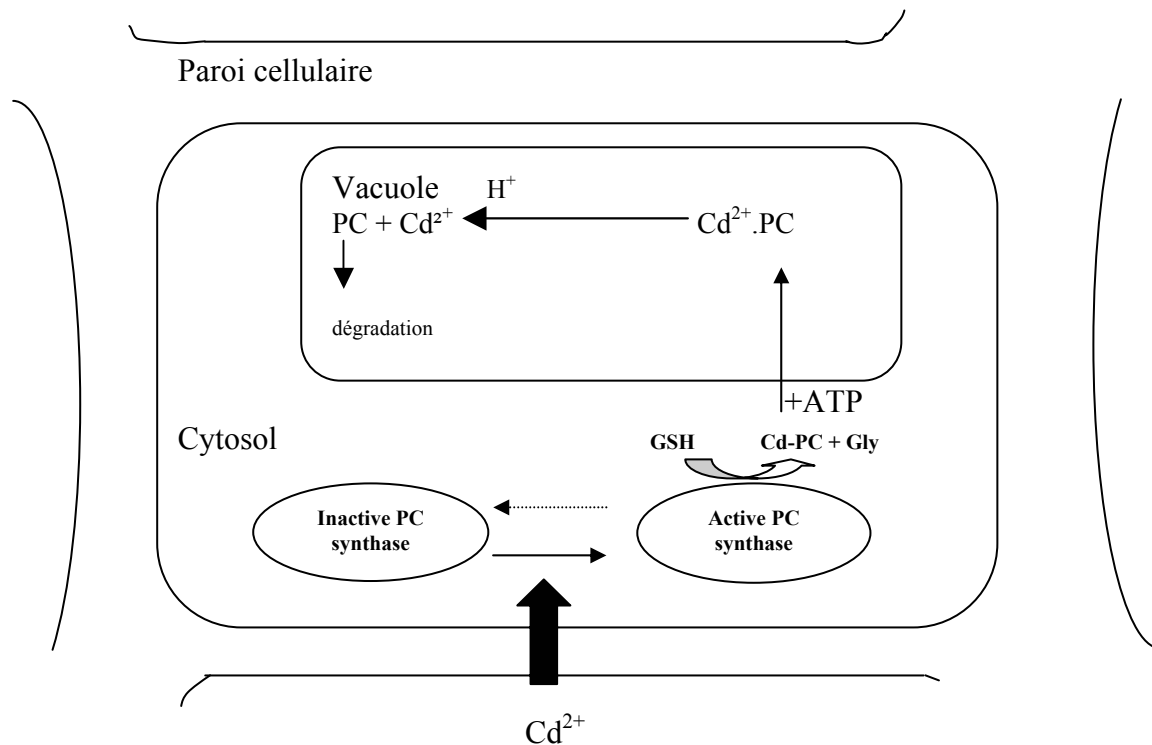 Paroi cellulaire
Vacuole
H⁺
PC + Cd²⁺
Cd²⁺.PC
dégradation
+ATP
Cytosol
GSH
Cd-PC + Gly
Inactive PC
synthase
Active PC
synthase
Cd²⁺